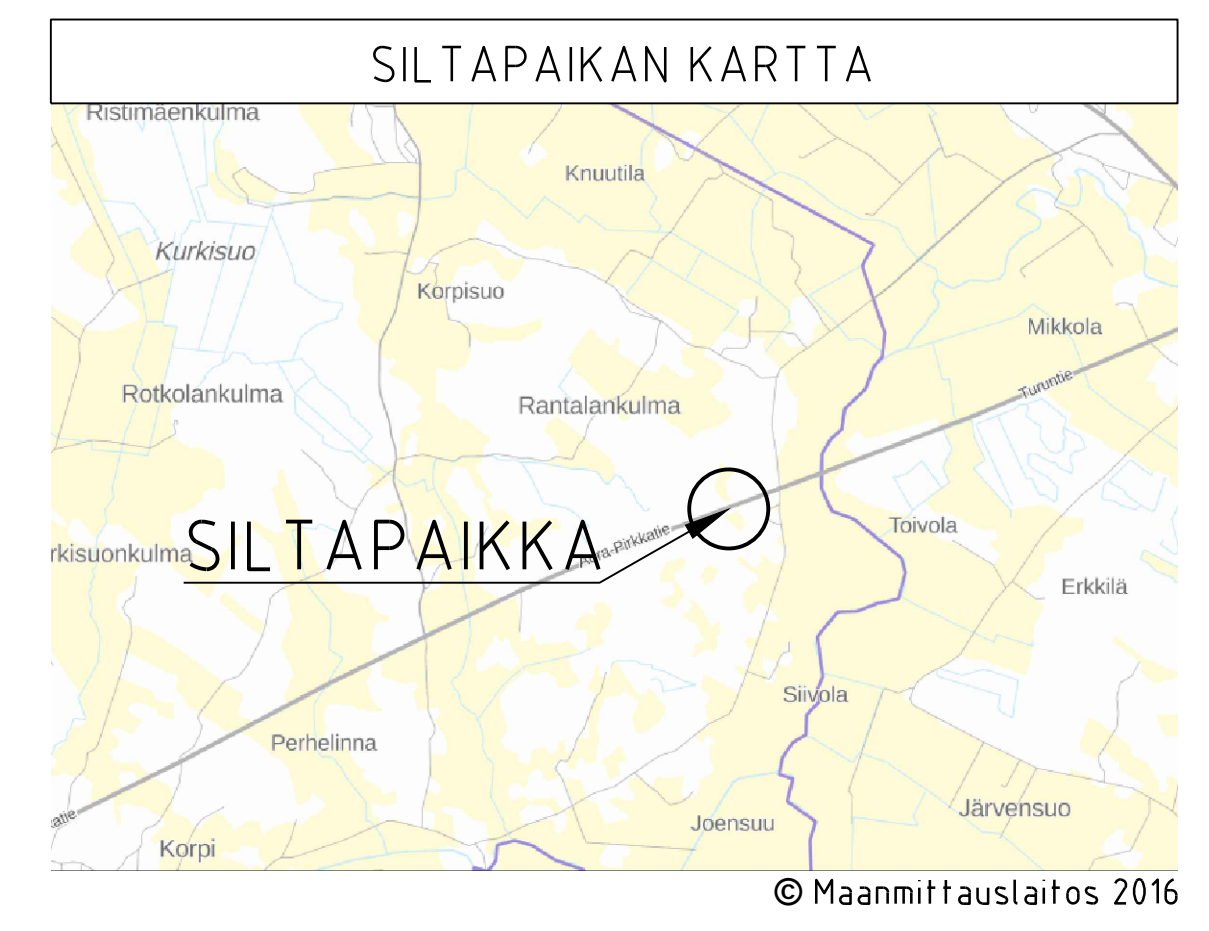 SILTAPAIKAN KARTTA
Ristimäenkulma
Knuutila
Kurkisuo
Korpisuo
Mikkola
Turuntie
Rotkolankulma
Rantalankulma
SILTAPAIKKA
Toivola
rkisuonkulma
Erkkilä
Siivola
Perhelinna
Järvensuo
Joensuu
Korpi
© Maanmittauslaitos 2016